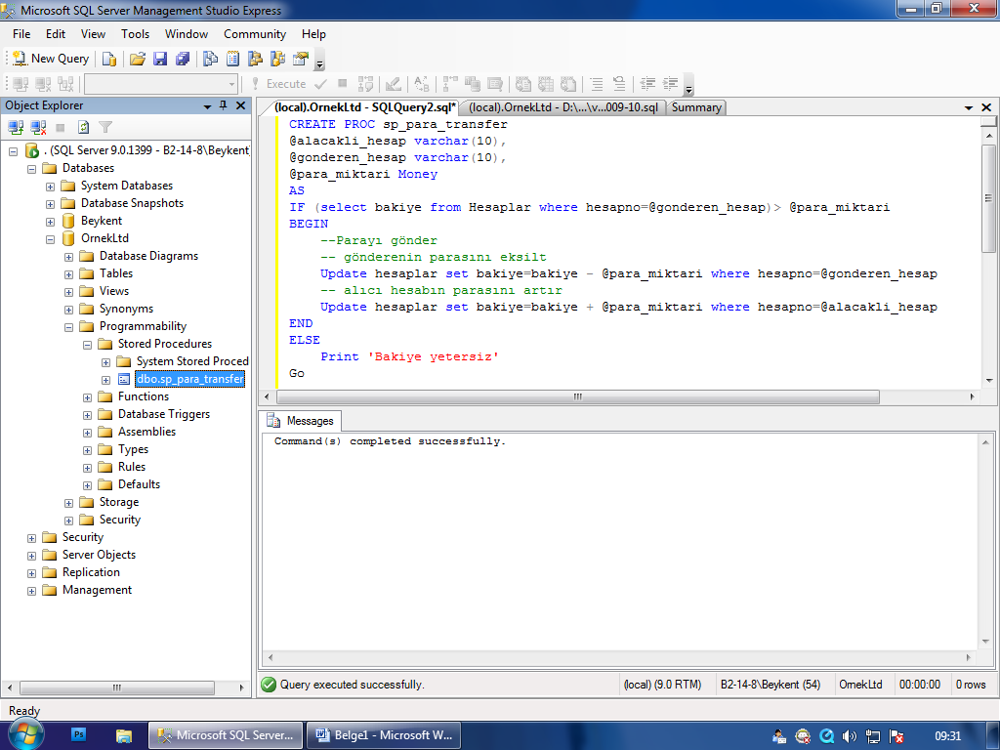 Microsoft SQL Server Management Studio Express
File Edit View Tools Window Community Help
New Query
Execute
Object Explorer
(local).OrnekLtd - SQLQuery2.sql* (local).OrnekLtd - D:\...\v...009-10.sql Summary
. (SQL Server 9.0.1399 - B2-14-8\Beykent
Databases
System Databases
Database Snapshots
Beykent
OrnekLtd
Database Diagrams
Tables
Views
Synonyms
Programmability
Stored Procedures
System Stored Proced
dbo.sp_para_transfer
Functions
Database Triggers
Assemblies
Types
Rules
Defaults
Storage
Security
Security
Server Objects
Replication
Management
CREATE PROC sp_para_transfer
@alacakli_hesap varchar(10),
@gonderen_hesap varchar(10),
@para_miktari Money
AS
IF (select bakiye from Hesaplar where hesapno=@gonderen_hesap)> @para_miktari
BEGIN
--Parayı gönder
-- gönderenin parasını eksilt
Update hesaplar set bakiye=bakiye - @para_miktari where hesapno=@gonderen_hesap
-- alıcı hesabın parasını artır
Update hesaplar set bakiye=bakiye + @para_miktari where hesapno=@alacakli_hesap
END
ELSE
Print 'Bakiye yetersiz'
Go
Messages
Command(s) completed successfully.
Query executed successfully. (local) (9.0 RTM) B2-14-8\Beykent (54) OrnekLtd 00:00:00 0 rows
Ready
Ps Microsoft SQL Server... Belge1 - Microsoft W... 09:31